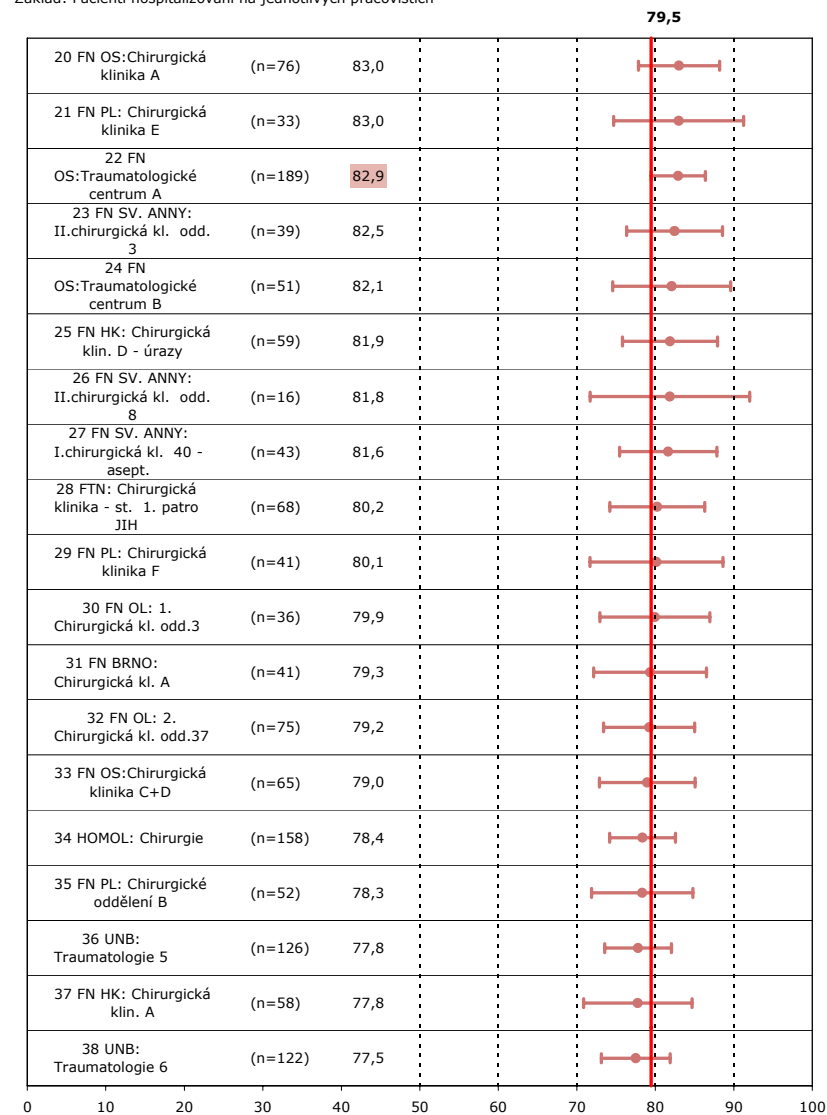 Základ: Pacienti hospitalizovaní na jednotlivých pracovištích
79,5
20 FN OS:Chirurgická
klinika A
(n=76)
83,0
21 FN PL: Chirurgická
klinika E
(n=33)
83,0
22 FN
OS:Traumatologické
centrum A
(n=189)
82,9
23 FN SV. ANNY:
II.chirurgická kl. odd.
3
(n=39)
82,5
24 FN
OS:Traumatologické
centrum B
(n=51)
82,1
25 FN HK: Chirurgická
klin. D - úrazy
(n=59)
81,9
26 FN SV. ANNY:
II.chirurgická kl. odd.
8
(n=16)
81,8
27 FN SV. ANNY:
I.chirurgická kl. 40 -
asept.
(n=43)
81,6
28 FTN: Chirurgická
klinika - st. 1. patro
JIH
(n=68)
80,2
29 FN PL: Chirurgická
klinika F
(n=41)
80,1
30 FN OL: 1.
Chirurgická kl. odd.3
(n=36)
79,9
31 FN BRNO:
Chirurgická kl. A
(n=41)
79,3
32 FN OL: 2.
Chirurgická kl. odd.37
(n=75)
79,2
33 FN OS:Chirurgická
klinika C+D
(n=65)
79,0
34 HOMOL: Chirurgie
(n=158)
78,4
35 FN PL: Chirurgické
oddělení B
(n=52)
78,3
36 UNB:
Traumatologie 5
(n=126)
77,8
37 FN HK: Chirurgická
klin. A
(n=58)
77,8
38 UNB:
Traumatologie 6
(n=122)
77,5
0 10 20 30 40 50 60 70 80 90 100